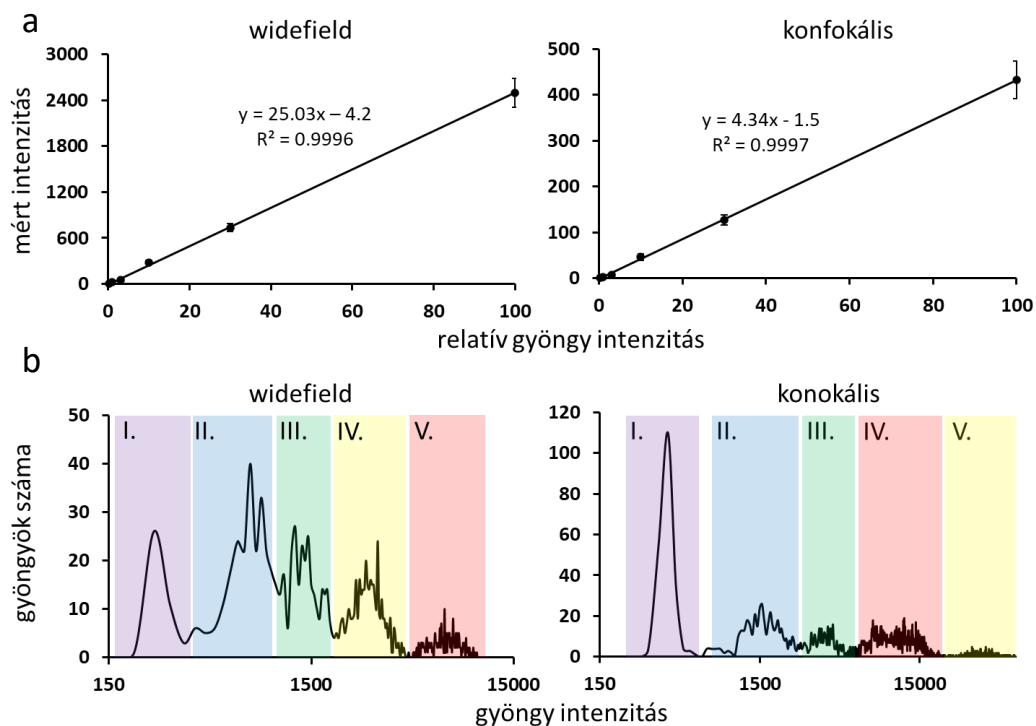 a
widefield
konfokális
mért intenzitás
3000
2400
1800
1200
600
0
y = 25.03x – 4.2
R² = 0.9996
0 20 40 60 80 100
500
400
300
200
100
0
y = 4.34x - 1.5
R² = 0.9997
0 20 40 60 80 100
relatív gyöngy intenzitás
b
widefield
konokális
gyöngyök száma
50
40
30
20
10
0
I. II. III. IV. V.
150 1500 15000
120
100
80
60
40
20
0
I. II. III. IV. V.
150 1500 15000
gyöngy intenzitás